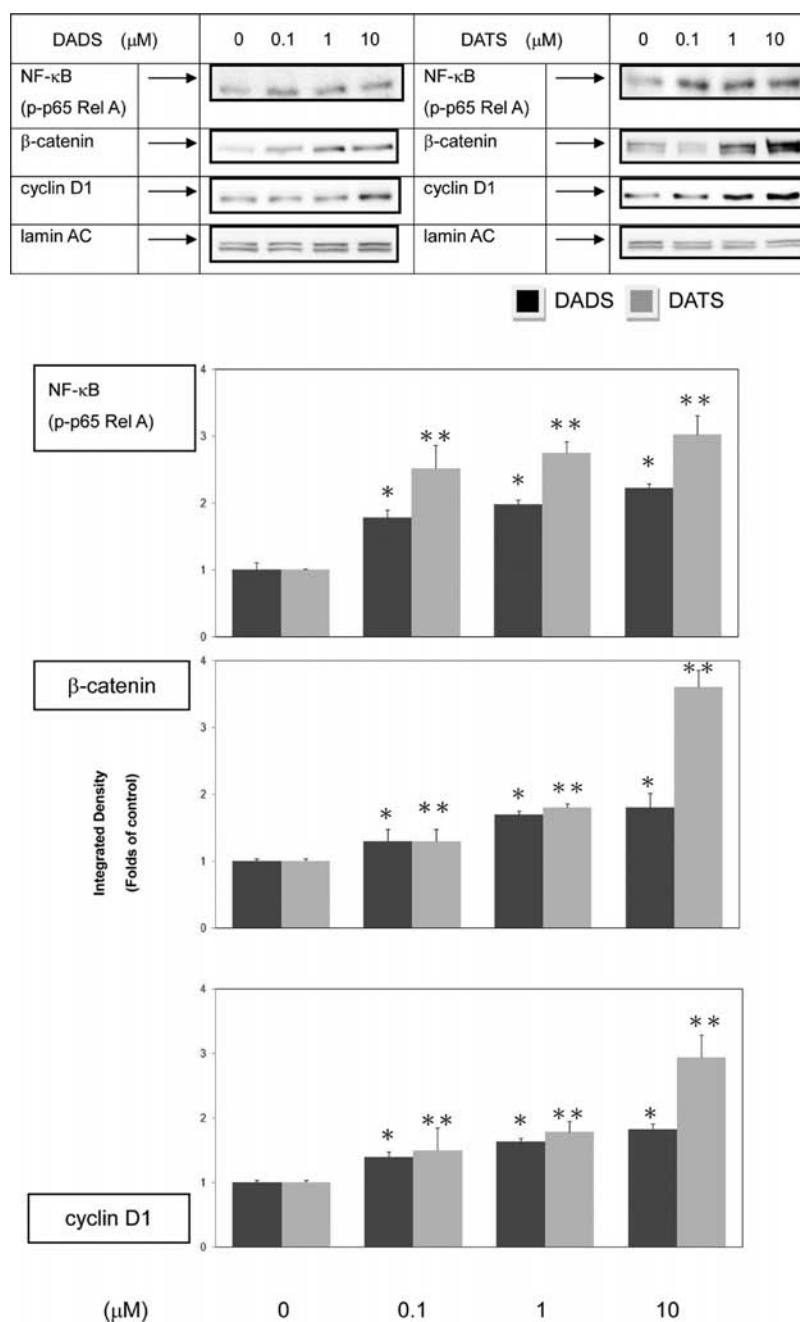 DADS (μM) 0 0.1 1 10 DATS (μM) 0 0.1 1 10
NF-κB NF-κB
(p-p65 Rel A) (p-p65 Rel A)
β-catenin β-catenin
cyclin D1 cyclin D1
lamin AC lamin AC
DADS DATS
NF-κB
(p-p65 Rel A)
4
3
2
1
0
** ** **
* * *
β-catenin
Integrated Density
(Folds of control)
4
3
2
1
0
* ** * ** * **
cyclin D1
4
3
2
1
0
* ** * ** * **
(μM) 0 0.1 1 10